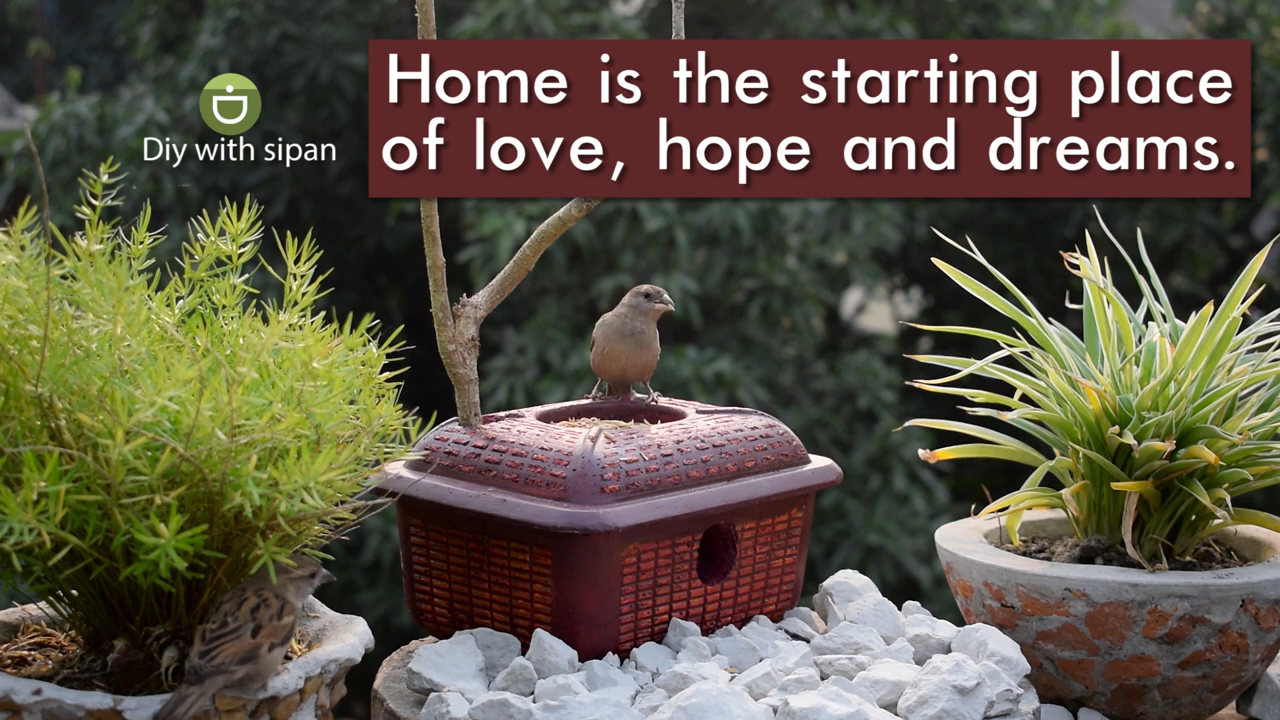 Home is the starting place
of love, hope and dreams.
Diy with sipan